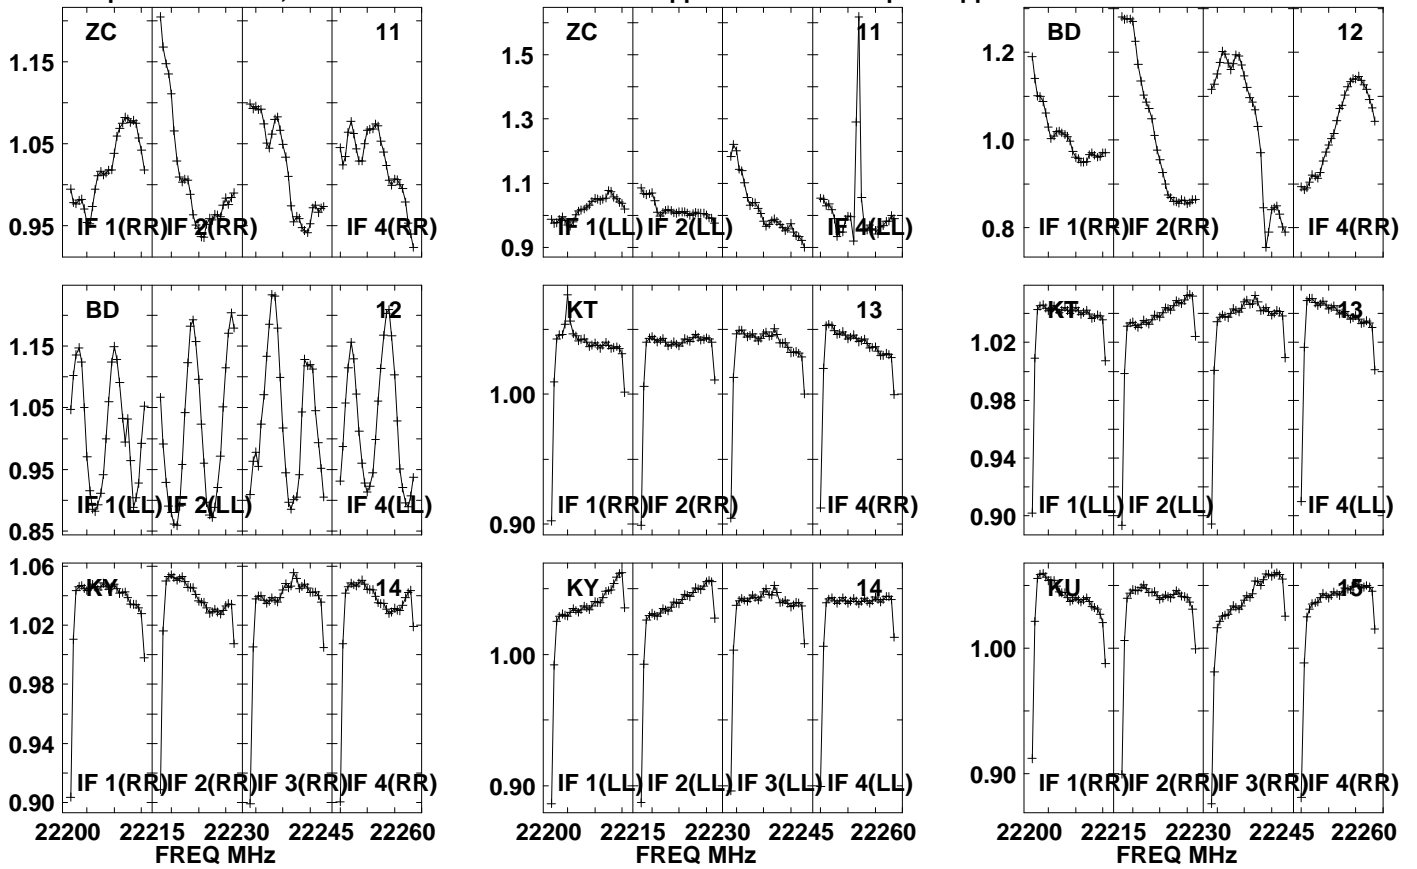 ZC 11
1.15
1.05
0.95
IF 1(RR) IF 2(RR) IF 4(RR)
ZC 11
1.5
1.3
1.1
0.9
IF 1(LL) IF 2(LL) IF 4(LL)
BD 12
1.2
1.0
0.8
IF 1(RR) IF 2(RR) IF 4(RR)
BD 12
1.15
1.05
0.95
0.85
IF 1(LL) IF 2(LL) IF 4(LL)
KT 13
1.00
0.90
IF 1(RR) IF 2(RR) IF 4(RR)
KT 13
1.02
0.98
0.94
0.90
IF 1(LL) IF 2(LL) IF 4(LL)
KY 14
1.06
1.02
0.98
0.94
0.90
IF 1(RR) IF 2(RR) IF 3(RR) IF 4(RR)
22200 22215 22230 22245 22260
FREQ MHz
KY 14
1.00
0.90
IF 1(LL) IF 2(LL) IF 3(LL) IF 4(LL)
22200 22215 22230 22245 22260
FREQ MHz
KU 15
1.00
0.90
IF 1(RR) IF 2(RR) IF 3(RR) IF 4(RR)
22200 22215 22230 22245 22260
FREQ MHz